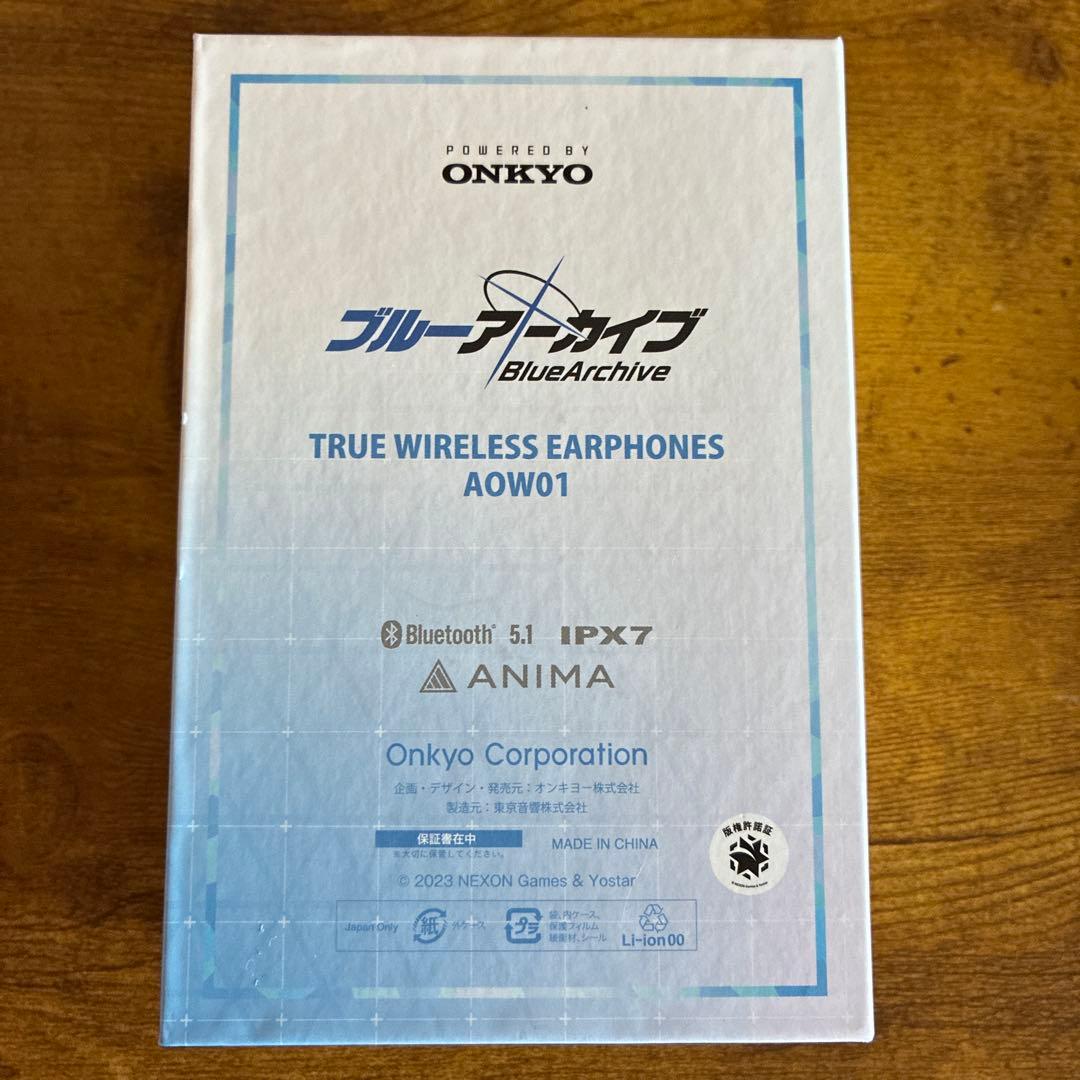 POWERED BY
ONKYO
ブルーアーカイブ
BlueArchive
TRUE WIRELESS EARPHONES
AOW01
Bluetooth® 5.1 IPX7
ANIMA
Onkyo Corporation
企画・デザイン・発売元：オンキヨー株式会社
製造元：東京音響株式会社
保証書在中
※大切に保管してください。
MADE IN CHINA
版権許諾証
© NEXON Games & Yostar
© 2023 NEXON Games & Yostar
Japan Only
紙
外ケース
プラ
袋、内ケース、
保護フィルム
緩衝材、シール
Li-ion 00